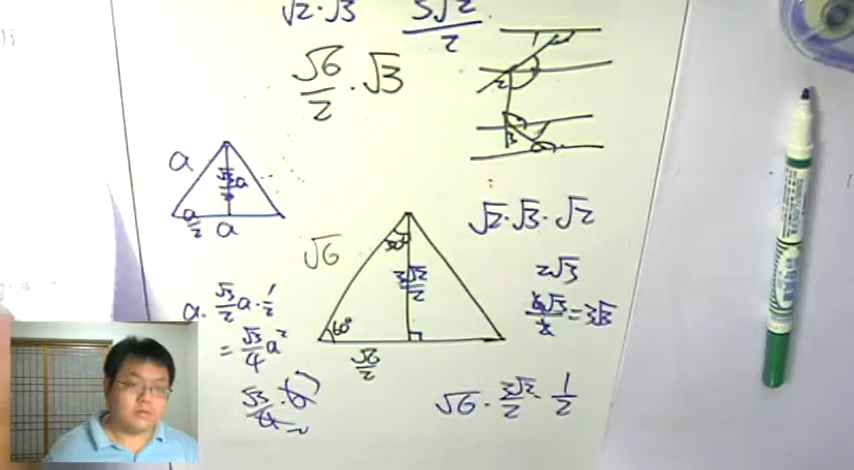 √2·√3
3√2/2
√6/2 · √3
a
√3/2 a
a/2
a
√6
30°
3√2/2
60°
√6/2
√2·√3·√2
2√3
6√3/2 = 3√3
a · √3/2 a · 1/2
= √3/4 a²
√6 · 3√2/2 · 1/2